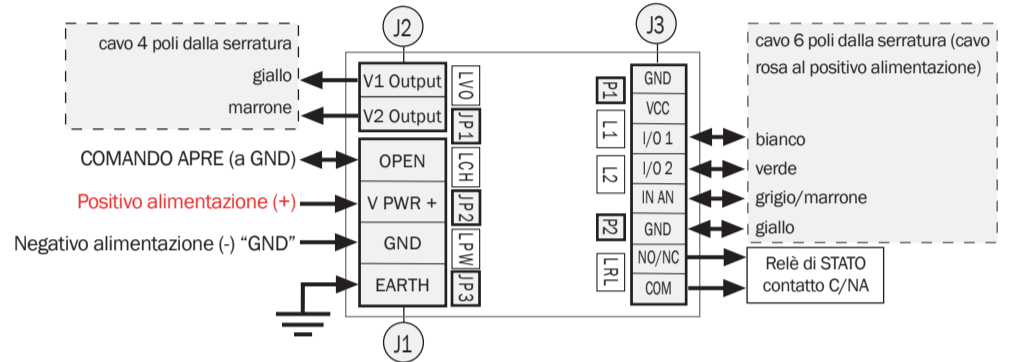 J2
J3
cavo 4 poli dalla serratura
giallo
marrone
V1 Output
V2 Output
LVO
JP1
COMANDO APRE (a GND)
OPEN
LCH
Positivo alimentazione (+)
V PWR +
JP2
Negativo alimentazione (-) “GND”
GND
LPW
EARTH
JP3
J1
P1
L1
L2
P2
LRL
GND
VCC
I/O 1
I/O 2
IN AN
GND
NO/NC
COM
cavo 6 poli dalla serratura (cavo
rosa al positivo alimentazione)
bianco
verde
grigio/marrone
giallo
Relè di STATO
contatto C/NA